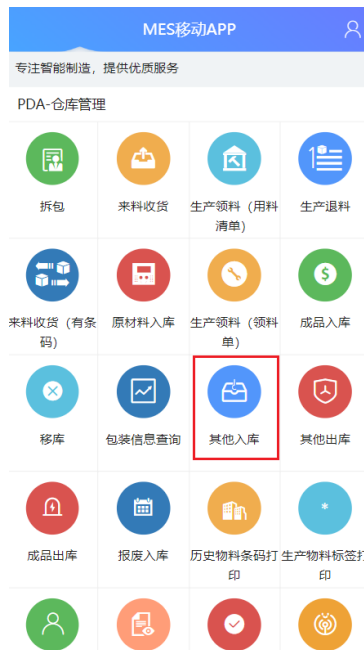 MES移动APP
专注智能制造，提供优质服务
PDA-仓库管理
拆包
来料收货
生产领料（用料
清单）
生产退料
来料收货（有条
码）
原材料入库
生产领料（领料
单）
成品入库
移库
包装信息查询
其他入库
其他出库
成品出库
报废入库
历史物料条码打
印
生产物料标签打
印